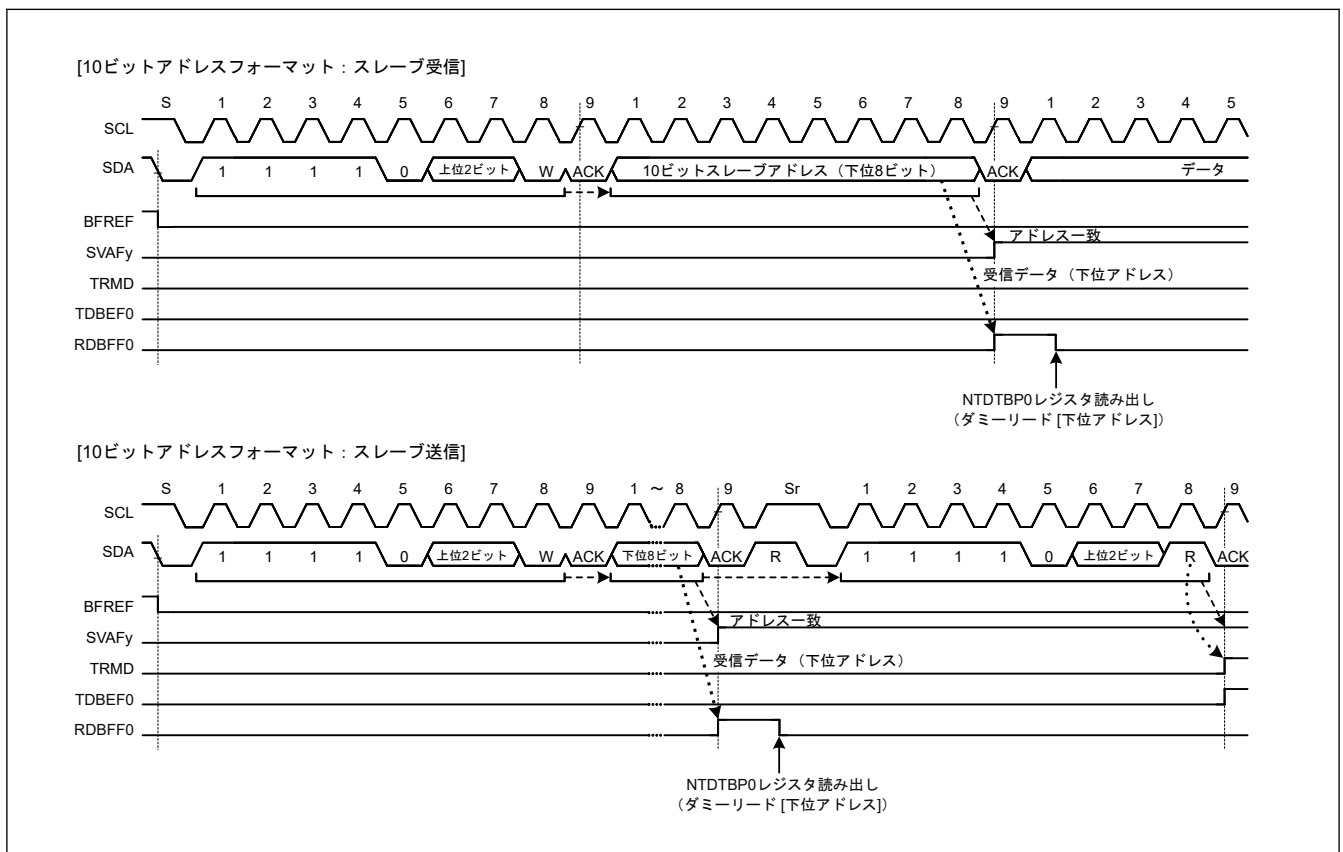 [10ビットアドレスフォーマット：スレーブ受信]
S 1 2 3 4 5 6 7 8 9 1 2 3 4 5 6 7 8 9 1 2 3 4 5
SCL
SDA 1 1 1 1 0 上位2ビット W ACK 10ビットスレーブアドレス（下位8ビット） ACK データ
BFREF
アドレス一致
SVAFy
受信データ（下位アドレス）
TRMD
TDBEF0
RDBFF0
NTDTBP0レジスタ読み出し
（ダミーリード [下位アドレス]）
[10ビットアドレスフォーマット：スレーブ送信]
S 1 2 3 4 5 6 7 8 9 1 ～ 8 9 Sr 1 2 3 4 5 6 7 8 9
SCL
SDA 1 1 1 1 0 上位2ビット W ACK 下位8ビット ACK R 1 1 1 1 0 上位2ビット R ACK
BFREF
アドレス一致
SVAFy
受信データ（下位アドレス）
TRMD
TDBEF0
RDBFF0
NTDTBP0レジスタ読み出し
（ダミーリード [下位アドレス]）